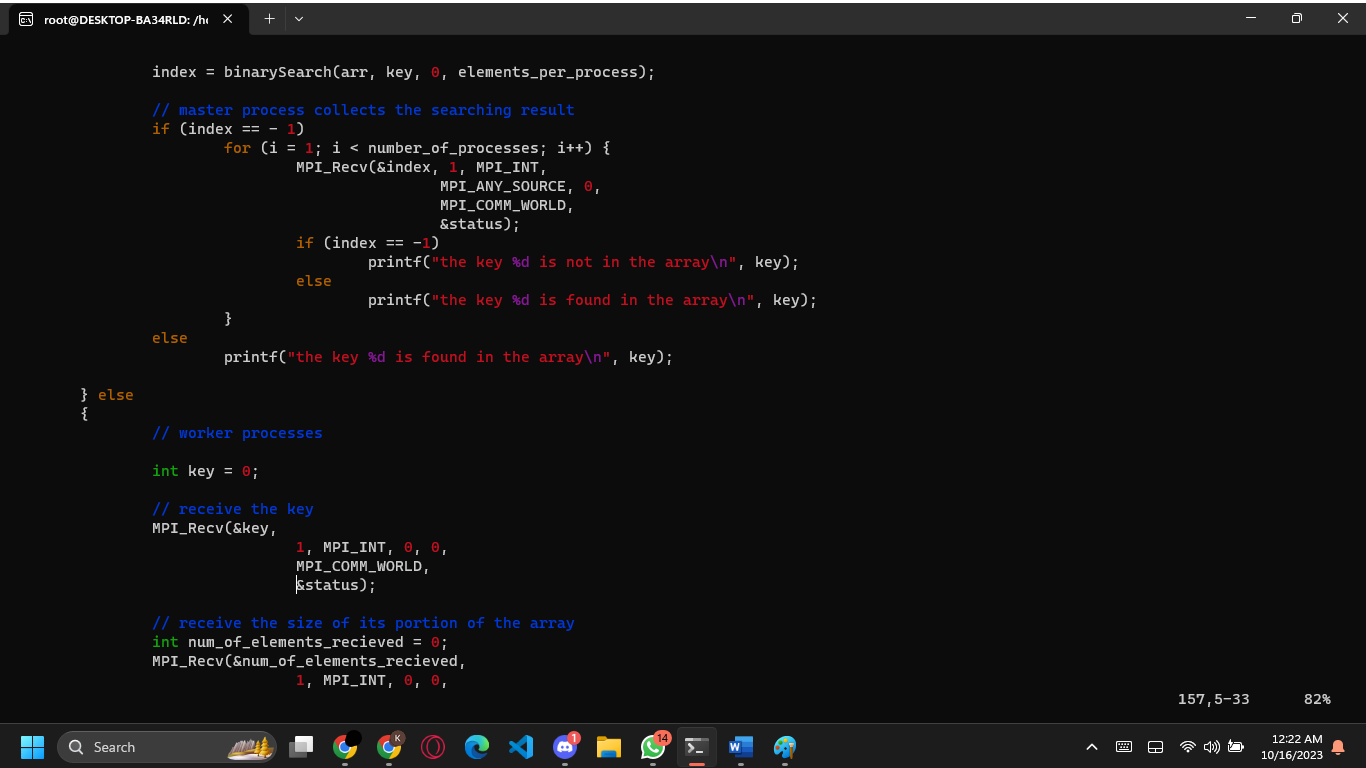 root@DESKTOP-BA34RLD: /h
index = binarySearch(arr, key, 0, elements_per_process);
// master process collects the searching result
if (index == - 1)
for (i = 1; i < number_of_processes; i++) {
MPI_Recv(&index, 1, MPI_INT,
MPI_ANY_SOURCE, 0,
MPI_COMM_WORLD,
&status);
if (index == -1)
printf("the key %d is not in the array\n", key);
else
printf("the key %d is found in the array\n", key);
}
else
printf("the key %d is found in the array\n", key);
} else
{
// worker processes
int key = 0;
// receive the key
MPI_Recv(&key,
1, MPI_INT, 0, 0,
MPI_COMM_WORLD,
&status);
// receive the size of its portion of the array
int num_of_elements_recieved = 0;
MPI_Recv(&num_of_elements_recieved,
1, MPI_INT, 0, 0,
157,5-33 82%
Search
K
1
14
12:22 AM
10/16/2023